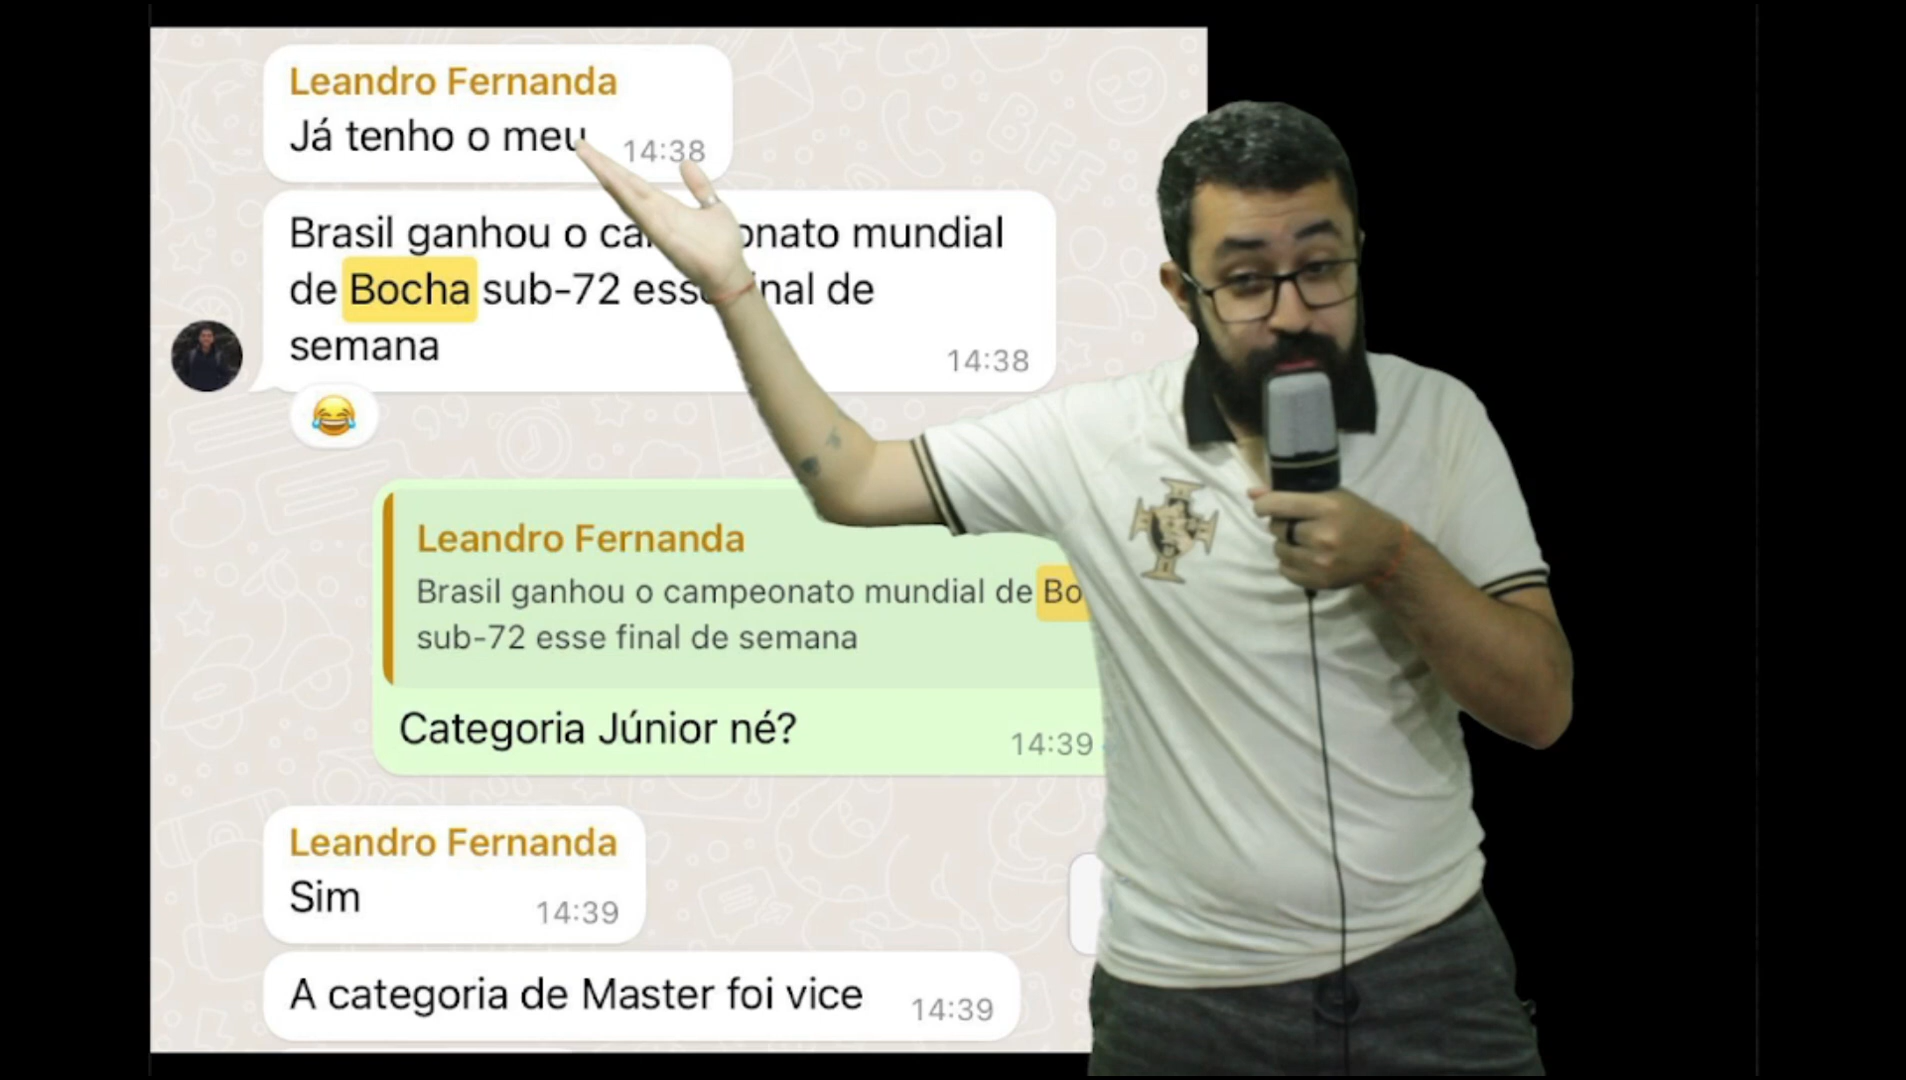 Leandro Fernanda
Já tenho o meu
14:38
Brasil ganhou o ca onato mundial
de Bocha sub-72 ess nal de
semana
14:38
Leandro Fernanda
Brasil ganhou o campeonato mundial de Bo
sub-72 esse final de semana
Categoria Júnior né?
14:39
Leandro Fernanda
Sim
14:39
A categoria de Master foi vice
14:39